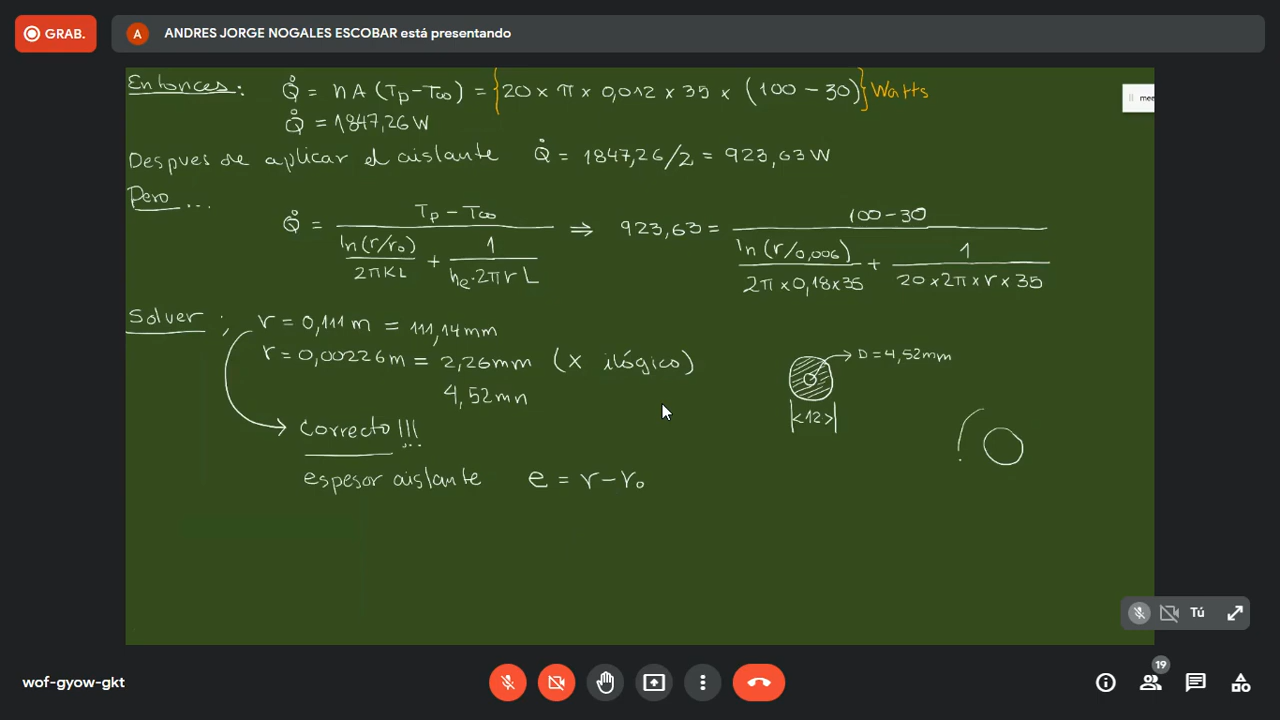 GRAB.
A ANDRES JORGE NOGALES ESCOBAR está presentando
Entonces: Q̇ = hA (Tp-T∞) = {20 x π x 0,012 x 35 x (100-30)} Watts
Q̇ = 1847,26 W
mee
Despues de aplicar el aislante Q̇ = 1847,26/2 = 923,63 W
Pero ...
Q̇ = (Tp - T∞) / (ln(r/r₀)/2πKL + 1/he·2πrL) ⇒ 923,63 = (100-30) / (ln(r/0,006)/2π x 0,18 x 35 + 1/20 x 2π x r x 35)
Solver; r = 0,111 m = 111,14 mm
r = 0,00226 m = 2,26 mm (X ilógico)
D = 4,52 mm
4,52 mm
|<12>|
Correcto!!!
espesor aislante e = r - r₀
Tú
wof-gyow-gkt
19